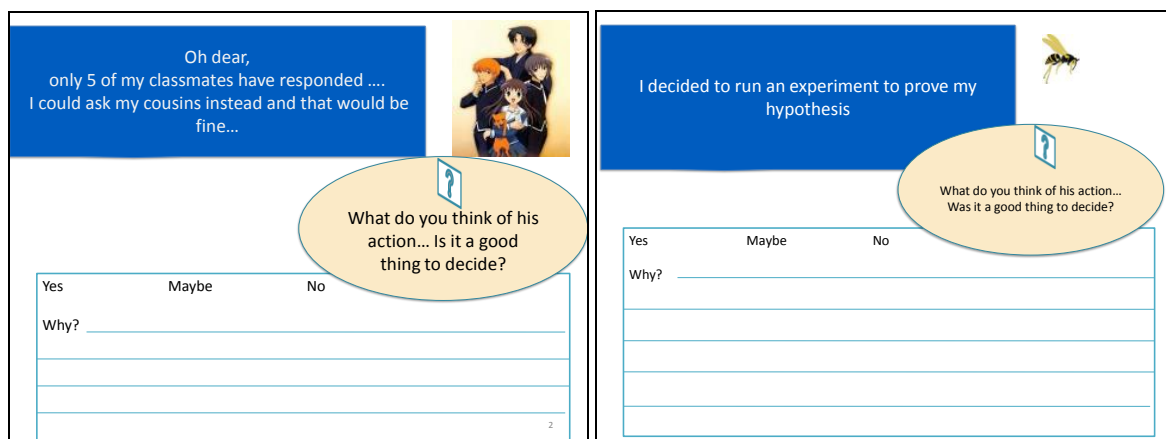 Oh dear,
only 5 of my classmates have responded ....
I could ask my cousins instead and that would be
fine...
?
What do you think of his
action... Is it a good
thing to decide?
Yes Maybe No
Why?
2
I decided to run an experiment to prove my
hypothesis
?
What do you think of his action...
Was it a good thing to decide?
Yes Maybe No
Why?